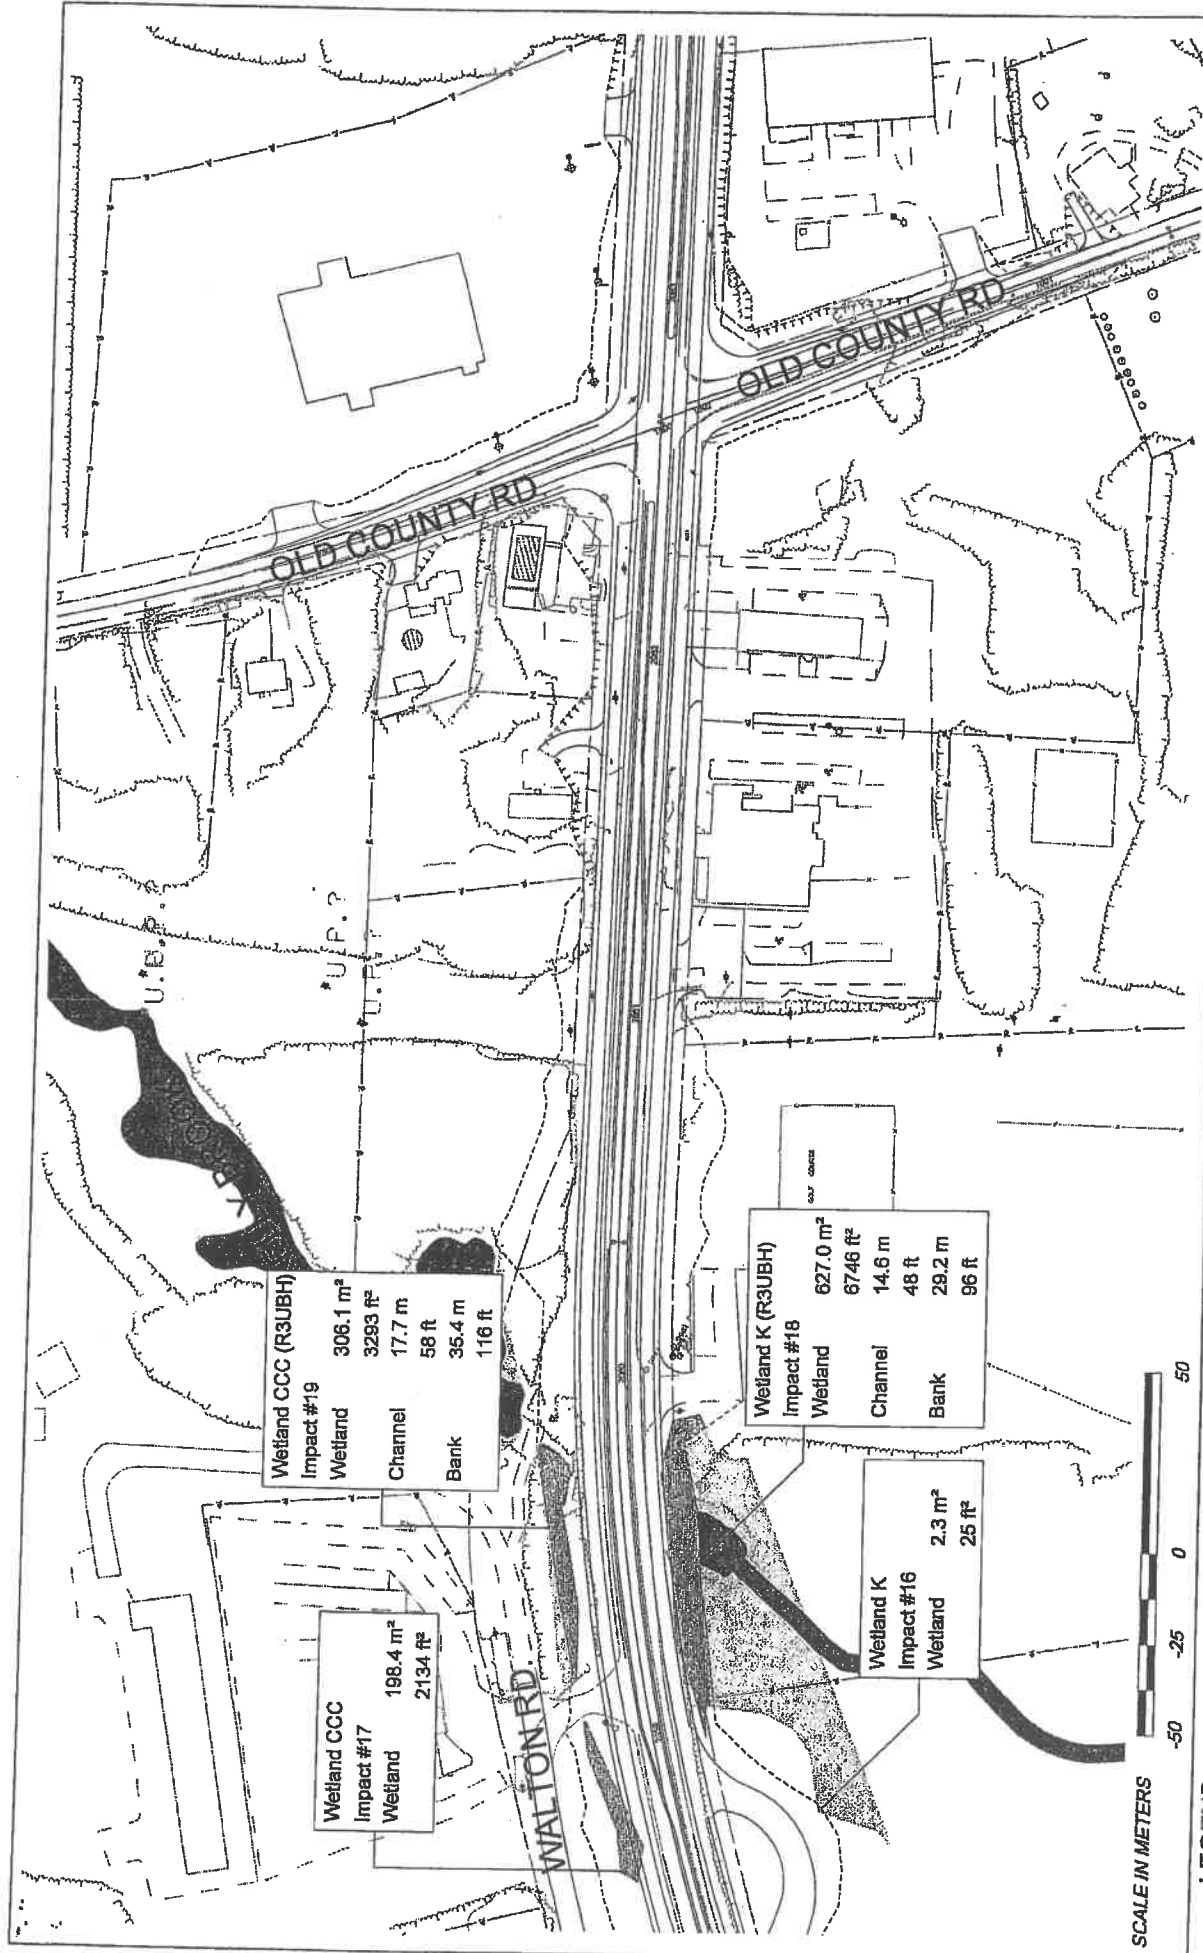 OLD COUNTY RD
OLD COUNTY RD
WALTON RD.
U.P.?
Wetland CCC (R3UBH)
Impact #19
Wetland 306.1 m²
3293 ft²
Channel 17.7 m
58 ft
Bank 35.4 m
116 ft
Wetland CCC
Impact #17
Wetland 198.4 m²
2134 ft²
Wetland K (R3UBH)
Impact #18
Wetland 627.0 m²
6746 ft²
Channel 14.6 m
48 ft
Bank 29.2 m
96 ft
Wetland K
Impact #16
Wetland 2.3 m²
25 ft²
GOLF COURSE
SCALE IN METERS
-50 -25 0 50